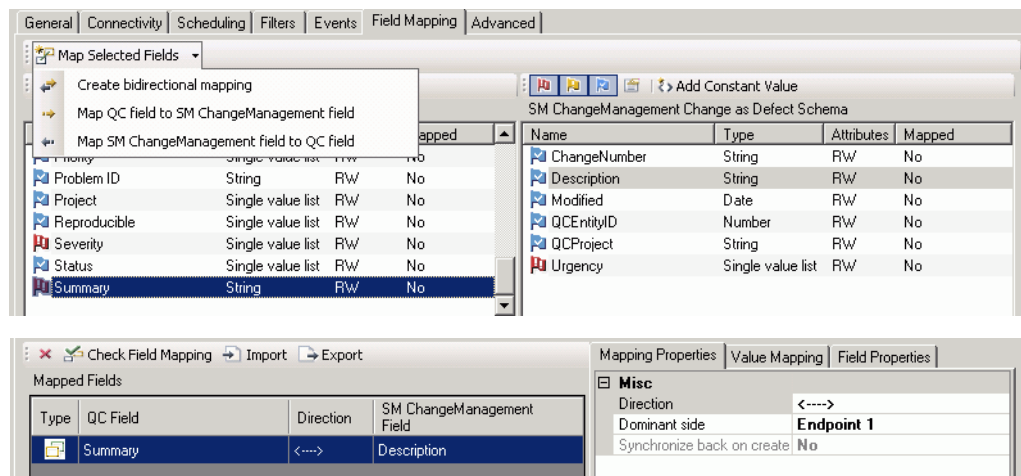 General Connectivity Scheduling Filters Events Field Mapping Advanced
Map Selected Fields
Create bidirectional mapping
Map QC field to SM ChangeManagement field
Map SM ChangeManagement field to QC field
Add Constant Value
SM ChangeManagement Change as Defect Schema
Name Type Attributes Mapped
ChangeNumber String RW No
Description String RW No
Modified Date RW No
QCEntityID Number RW No
QCProject String RW No
Urgency Single value list RW No
Problem ID String RW No
Project Single value list RW No
Reproducible Single value list RW No
Severity Single value list RW No
Status Single value list RW No
Summary String RW No
Check Field Mapping Import Export
Mapped Fields
Type QC Field Direction SM ChangeManagement Field
Summary <----> Description
Mapping Properties Value Mapping Field Properties
Misc
Direction <---->
Dominant side Endpoint 1
Synchronize back on create No